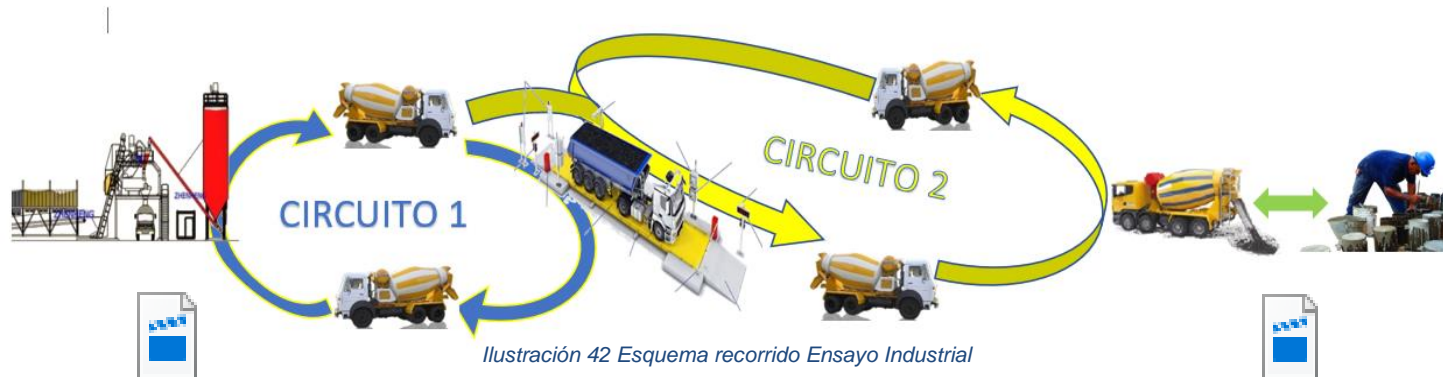 CIRCUITO 1
CIRCUITO 2
Ilustración 42 Esquema recorrido Ensayo Industrial